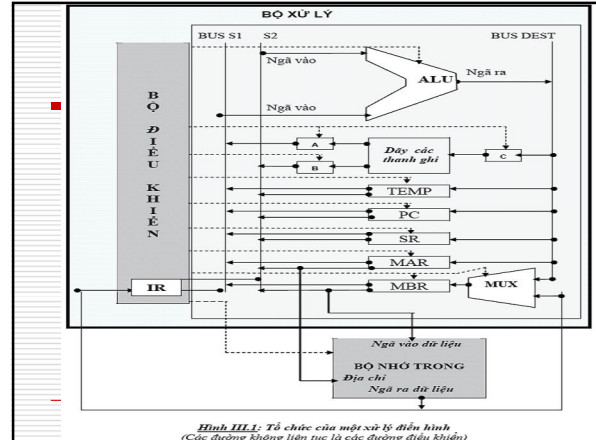 BỘ XỬ LÝ
BUS S1 S2 BUS DEST
Ngã vào
ALU
Ngã ra
Ngã vào
BỘ ĐIỀU KHIỂN
A
B
Dãy các
thanh ghi
C
TEMP
PC
SR
MAR
MBR
MUX
IR
Ngã vào dữ liệu
BỘ NHỚ TRONG
Địa chỉ
Ngã ra dữ liệu
Hình III.1: Tổ chức của một xử lý điển hình
(Các đường không liên tục là các đường điều khiển)